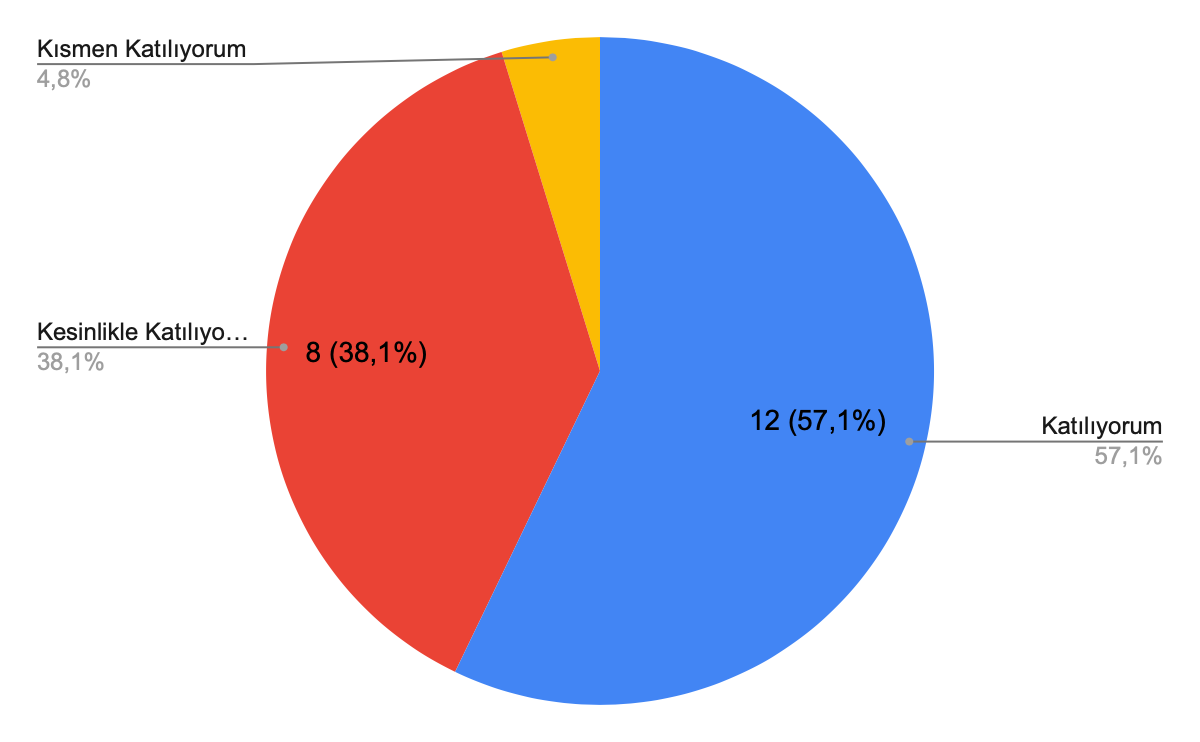 Kısmen Katılıyorum
4,8%
Kesinlikle Katılıyo…
38,1%
8 (38,1%)
12 (57,1%)
Katılıyorum
57,1%